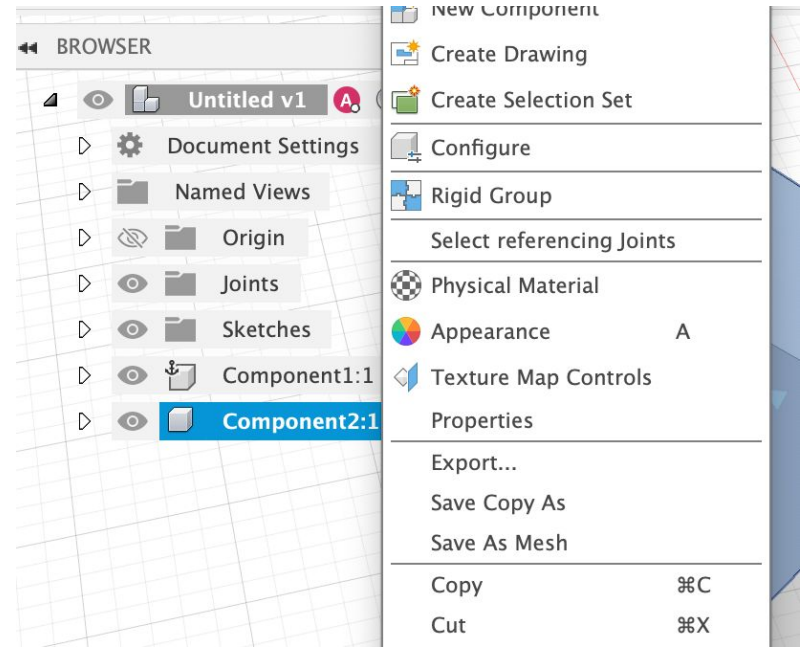 BROWSER
Untitled v1
A
Document Settings
Named Views
Origin
Joints
Sketches
Component1:1
Component2:1
New Component
Create Drawing
Create Selection Set
Configure
Rigid Group
Select referencing Joints
Physical Material
Appearance A
Texture Map Controls
Properties
Export...
Save Copy As
Save As Mesh
Copy ⌘C
Cut ⌘X